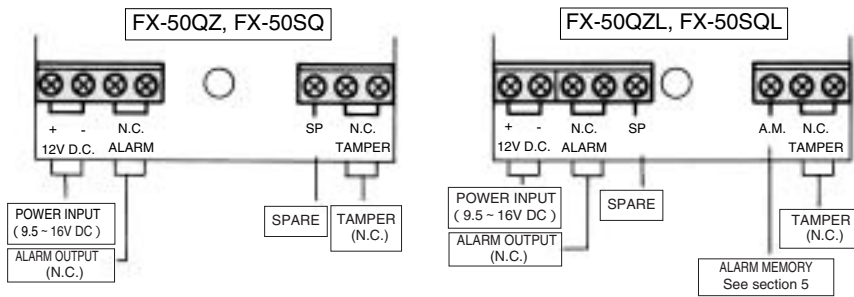 FX-50QZ, FX-50SQ
+ - N.C. SP N.C.
12V D.C. ALARM TAMPER
POWER INPUT
( 9.5 ~ 16V DC )
ALARM OUTPUT
(N.C.)
SPARE
TAMPER
(N.C.)
FX-50QZL, FX-50SQL
+ - N.C. SP A.M. N.C.
12V D.C. ALARM TAMPER
POWER INPUT
( 9.5 ~ 16V DC )
ALARM OUTPUT
(N.C.)
SPARE
TAMPER
(N.C.)
ALARM MEMORY
See section 5